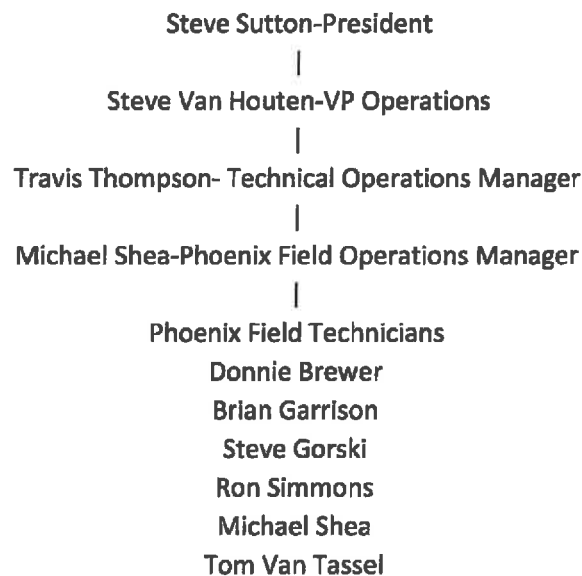 Steve Sutton-President
|
Steve Van Houten-VP Operations
|
Travis Thompson- Technical Operations Manager
|
Michael Shea-Phoenix Field Operations Manager
|
Phoenix Field Technicians
Donnie Brewer
Brian Garrison
Steve Gorski
Ron Simmons
Michael Shea
Tom Van Tassel